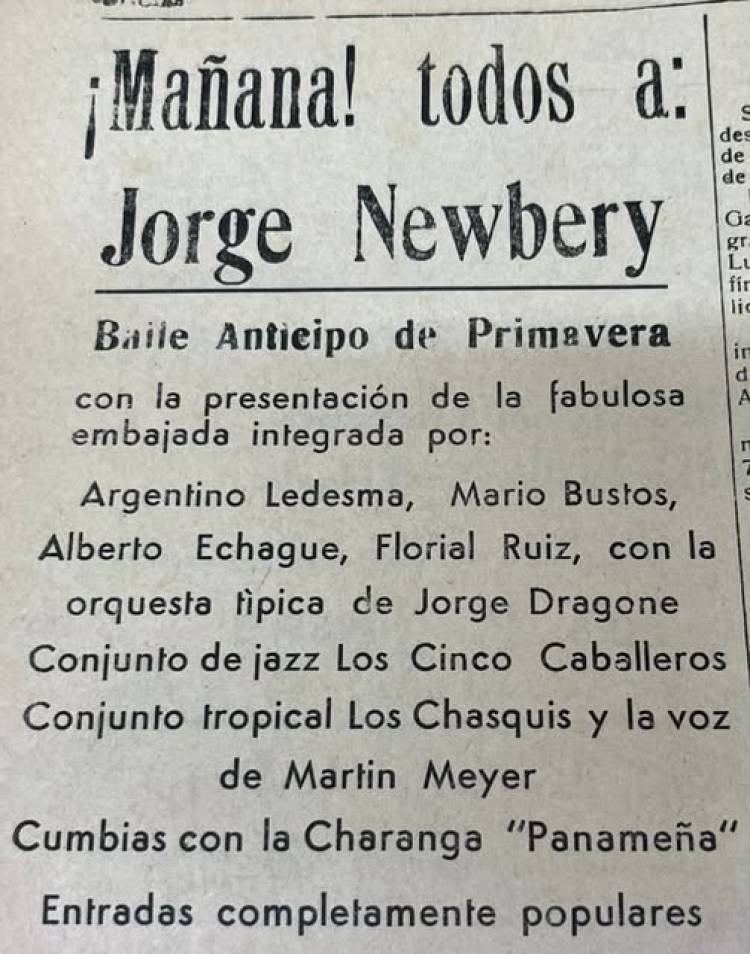 ¡Mañana! todos a:
Jorge Newbery
Baile Anticipo de Primavera
con la presentación de la fabulosa
embajada integrada por:
Argentino Ledesma, Mario Bustos,
Alberto Echague, Florial Ruiz, con la
orquesta tìpica de Jorge Dragone
Conjunto de jazz Los Cinco Caballeros
Conjunto tropical Los Chasquis y la voz
de Martin Meyer
Cumbias con la Charanga "Panameña"
Entradas completamente populares